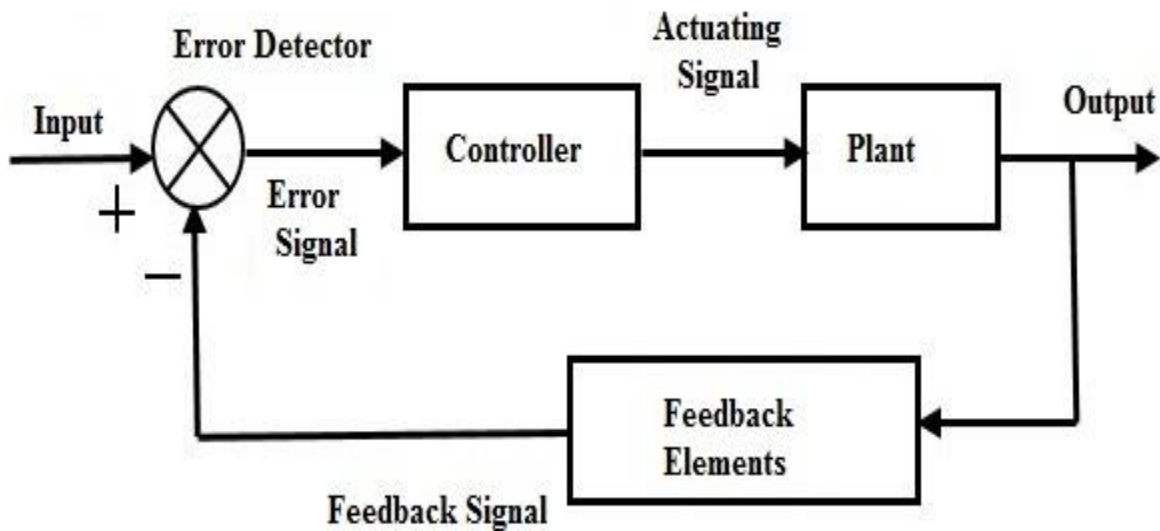 Error Detector
Actuating
Signal
Input
Output
Controller
Plant
+
Error
Signal
−
Feedback
Elements
Feedback Signal